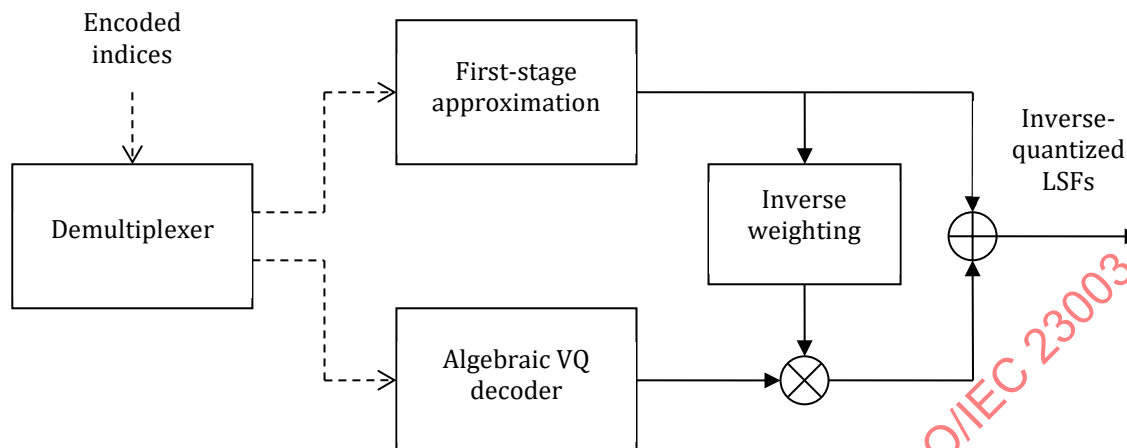 Encoded
indices
First-stage
approximation
Inverse-
quantized
LSFs
Demultiplexer
Inverse
weighting
Algebraic VQ
decoder
O/IEC 23003